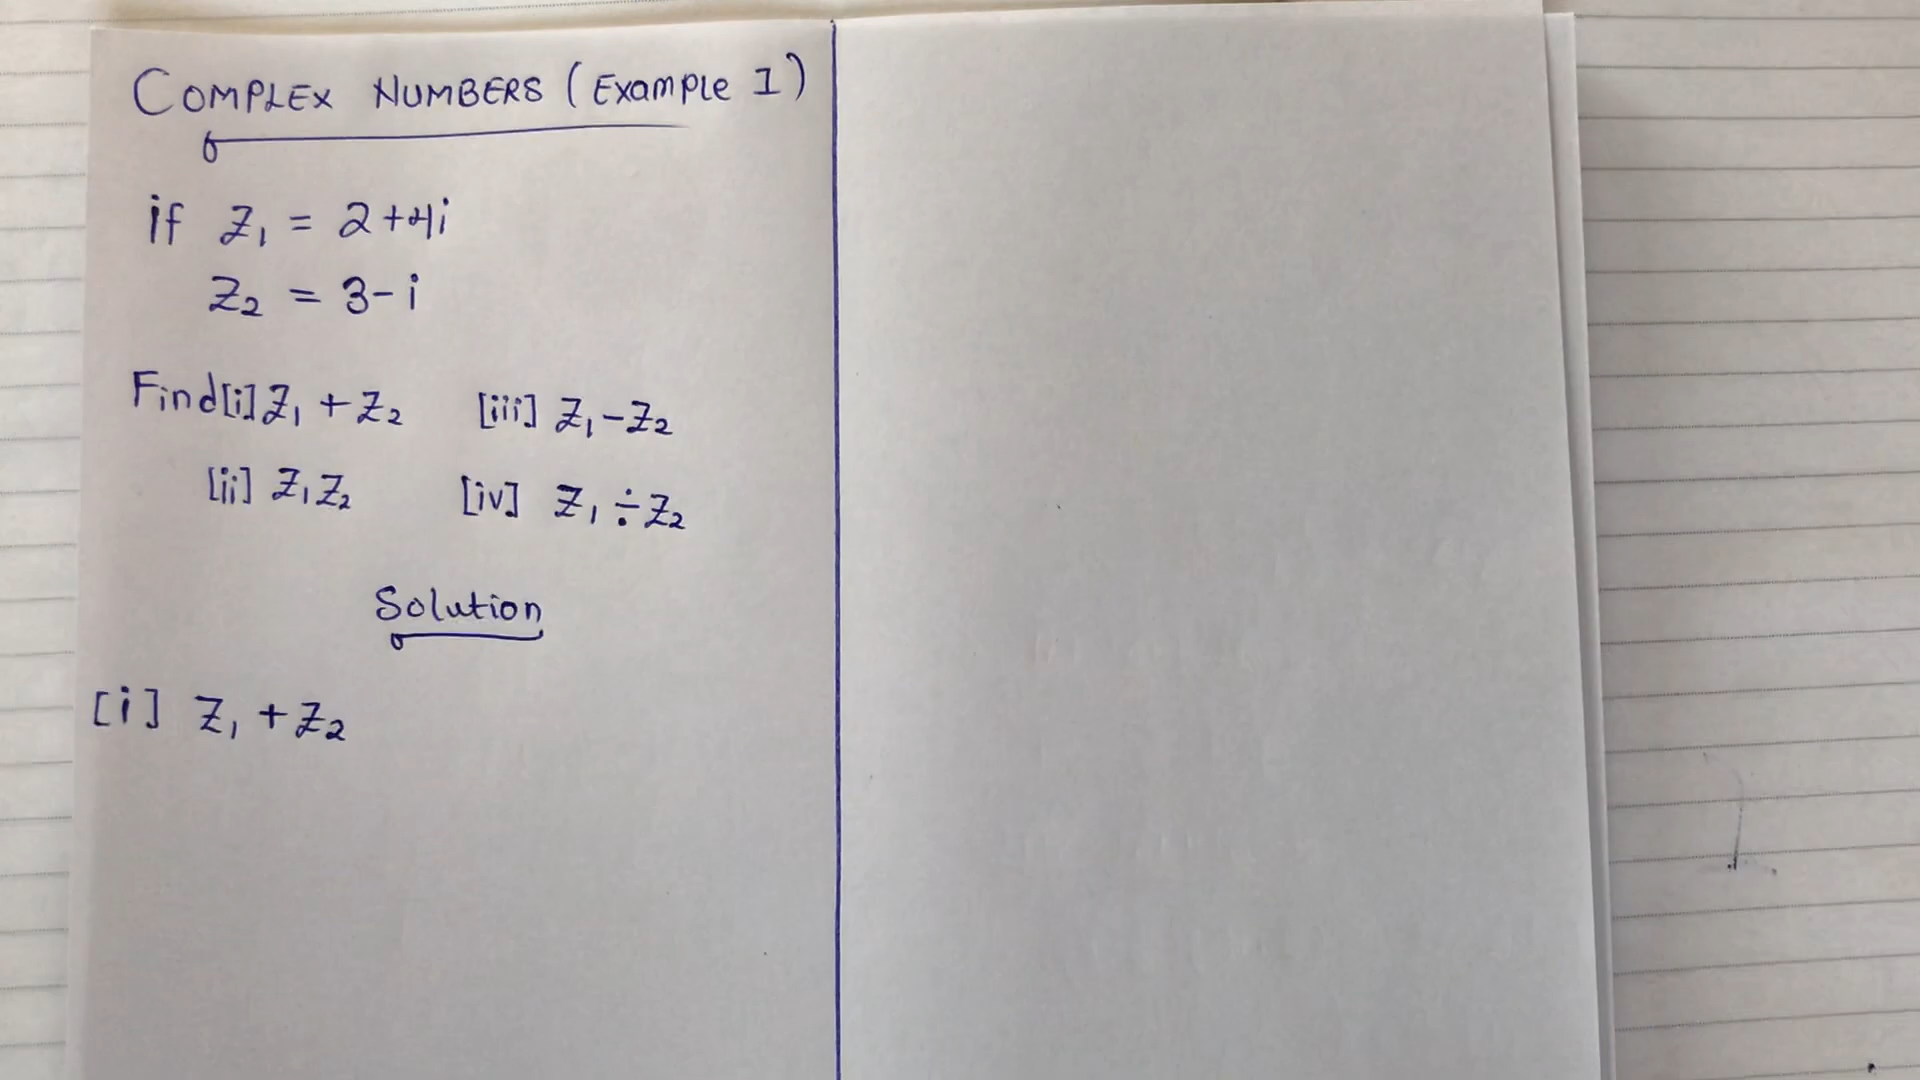 COMPLEX NUMBERS (Example 1)
if Z₁ = 2+4i
Z₂ = 3-i
Find [i] Z₁ + Z₂ [iii] Z₁-Z₂
[ii] Z₁Z₂ [iv] Z₁ ÷ Z₂
Solution
[i] Z₁ + Z₂